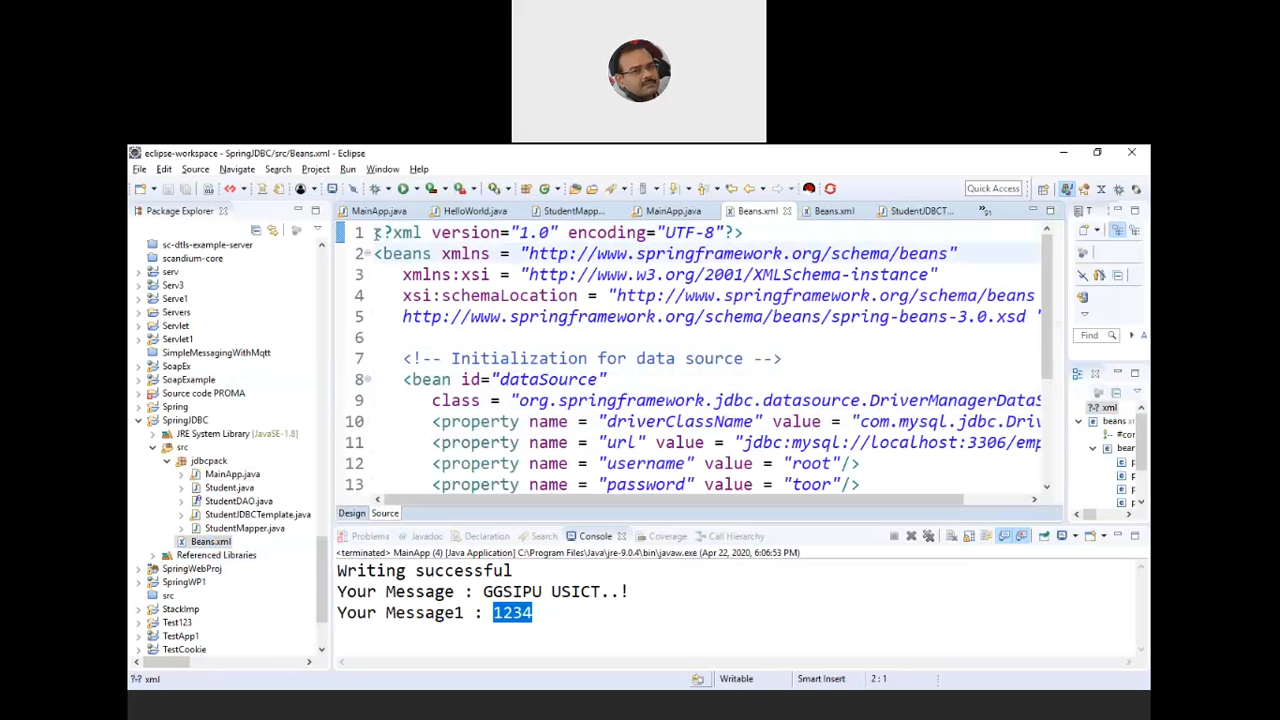 eclipse-workspace - SpringJDBC/src/Beans.xml - Eclipse
File Edit Source Navigate Search Project Run Window Help
Quick Access
Package Explorer
MainApp.java HelloWorld.java StudentMapp... MainApp.java Beans.xml Beans.xml StudentJDBCT...
sc-dtls-example-server
scandium-core
serv
Serv3
Serve1
Servers
Servlet
Servlet1
SimpleMessagingWithMqtt
SoapEx
SoapExample
Source code PROMA
Spring
SpringJDBC
JRE System Library [JavaSE-1.8]
src
jdbcpack
MainApp.java
Student.java
StudentDAO.java
StudentJDBCTemplate.java
StudentMapper.java
Beans.xml
Referenced Libraries
SpringWebProj
SpringWP1
src
StackImp
Test123
TestApp1
TestCookie
1 <?xml version="1.0" encoding="UTF-8"?>
2 <beans xmlns = "http://www.springframework.org/schema/beans"
3 xmlns:xsi = "http://www.w3.org/2001/XMLSchema-instance"
4 xsi:schemaLocation = "http://www.springframework.org/schema/beans
5 http://www.springframework.org/schema/beans/spring-beans-3.0.xsd "
6
7 <!-- Initialization for data source -->
8 <bean id="dataSource"
9 class = "org.springframework.jdbc.datasource.DriverManagerDataS
10 <property name = "driverClassName" value = "com.mysql.jdbc.Driv
11 <property name = "url" value = "jdbc:mysql://localhost:3306/emp
12 <property name = "username" value = "root"/>
13 <property name = "password" value = "toor"/>
Design Source
T
Find A
xml
beans
#co
bear
Problems Javadoc Declaration Search Console Coverage Call Hierarchy
<terminated> MainApp (4) [Java Application] C:\Program Files\Java\jre-9.0.4\bin\javaw.exe (Apr 22, 2020, 6:06:53 PM)
Writing successful
Your Message : GGSIPU USICT..!
Your Message1 : 1234
xml Writable Smart Insert 2 : 1